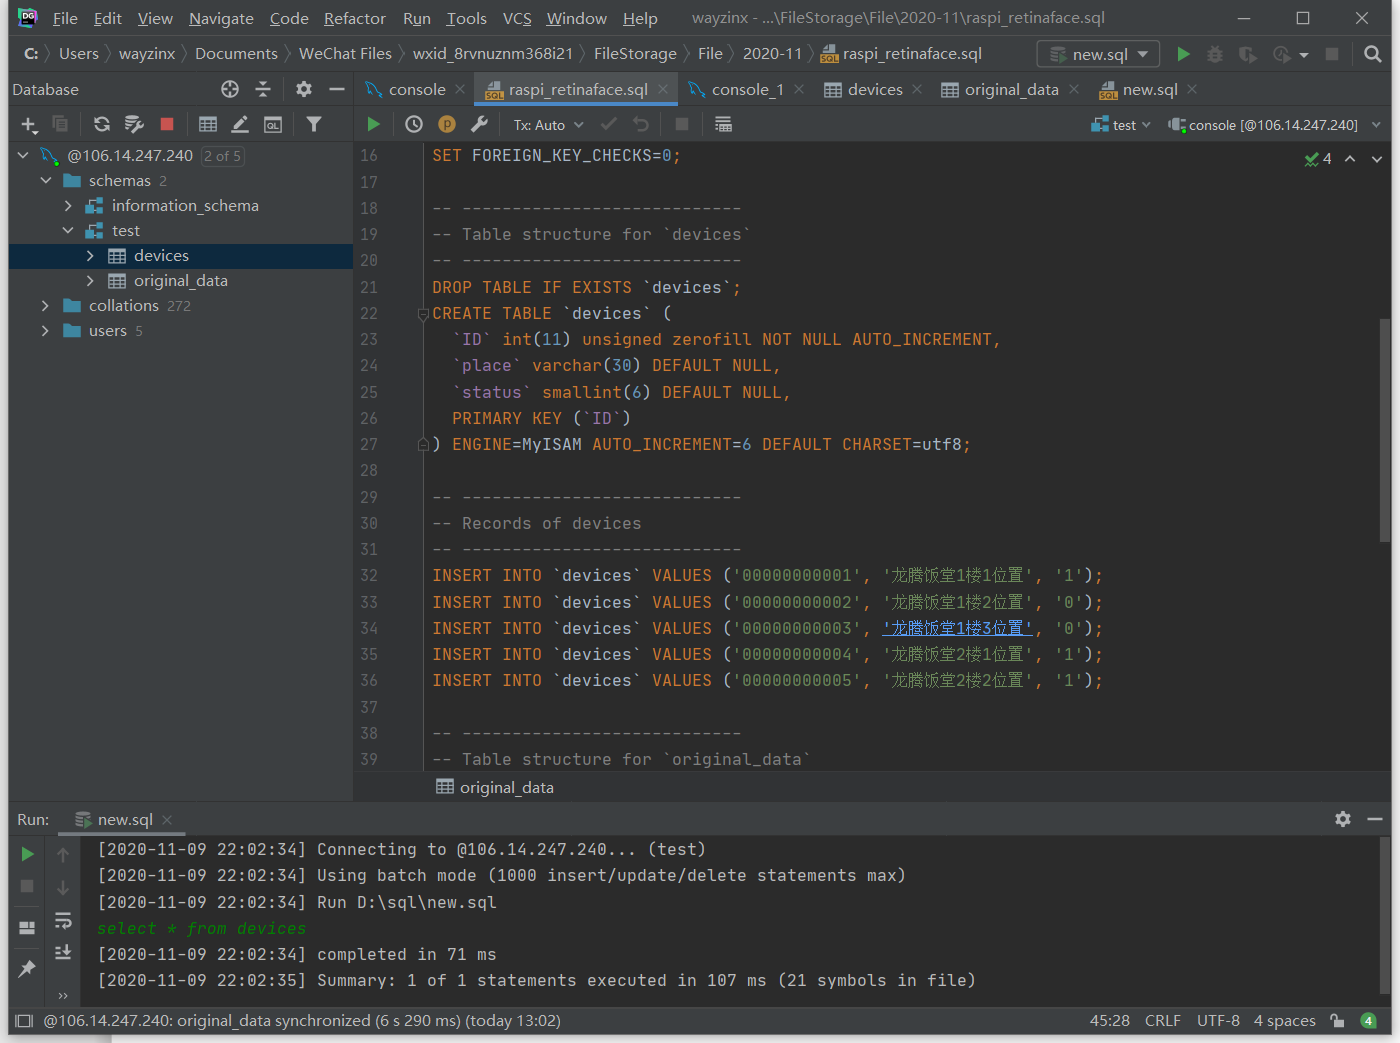 DG File Edit View Navigate Code Refactor Run Tools VCS Window Help wayzinx - ...\FileStorage\File\2020-11\raspi_retinaface.sql
C: Users wayzinx Documents WeChat Files wxid_8rvnuznm368i21 FileStorage File 2020-11 raspi_retinaface.sql new.sql
Database console raspi_retinaface.sql console_1 devices original_data new.sql
QL p Tx: Auto test console [@106.14.247.240]
@106.14.247.240 2 of 5
schemas 2
information_schema
test
devices
original_data
collations 272
users 5
4
16 SET FOREIGN_KEY_CHECKS=0;
17
18 -- ----------------------------
19 -- Table structure for `devices`
20 -- ----------------------------
21 DROP TABLE IF EXISTS `devices`;
22 CREATE TABLE `devices` (
23 `ID` int(11) unsigned zerofill NOT NULL AUTO_INCREMENT,
24 `place` varchar(30) DEFAULT NULL,
25 `status` smallint(6) DEFAULT NULL,
26 PRIMARY KEY (`ID`)
27 ) ENGINE=MyISAM AUTO_INCREMENT=6 DEFAULT CHARSET=utf8;
28
29 -- ----------------------------
30 -- Records of devices
31 -- ----------------------------
32 INSERT INTO `devices` VALUES ('00000000001', '龙腾饭堂1楼1位置', '1');
33 INSERT INTO `devices` VALUES ('00000000002', '龙腾饭堂1楼2位置', '0');
34 INSERT INTO `devices` VALUES ('00000000003', '龙腾饭堂1楼3位置', '0');
35 INSERT INTO `devices` VALUES ('00000000004', '龙腾饭堂2楼1位置', '1');
36 INSERT INTO `devices` VALUES ('00000000005', '龙腾饭堂2楼2位置', '1');
37
38 -- ----------------------------
39 -- Table structure for `original_data`
original_data
Run: new.sql
[2020-11-09 22:02:34] Connecting to @106.14.247.240... (test)
[2020-11-09 22:02:34] Using batch mode (1000 insert/update/delete statements max)
[2020-11-09 22:02:34] Run D:\sql\new.sql
select * from devices
[2020-11-09 22:02:34] completed in 71 ms
[2020-11-09 22:02:35] Summary: 1 of 1 statements executed in 107 ms (21 symbols in file)
@106.14.247.240: original_data synchronized (6 s 290 ms) (today 13:02) 45:28 CRLF UTF-8 4 spaces 4